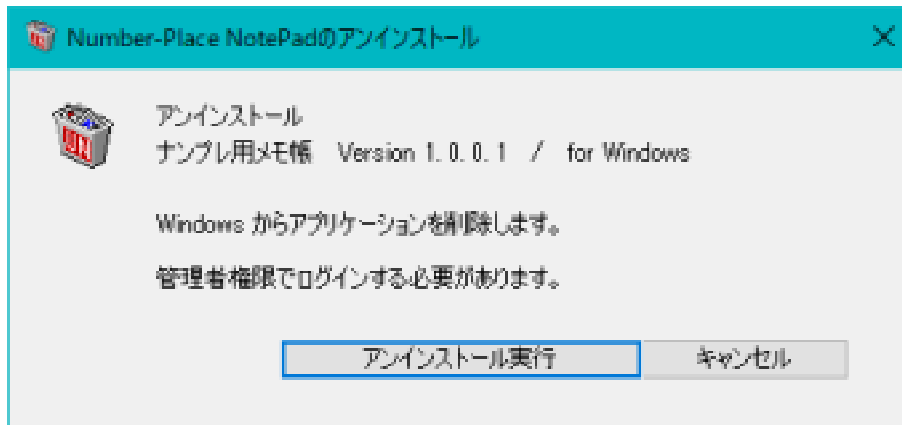 Number-Place NotePadのアンインストール
UN
アンインストール
ナンプレ用メモ帳 Version 1.0.0.1 / for Windows
Windows からアプリケーションを削除します。
管理者権限でログインする必要があります。
アンインストール実行
キャンセル